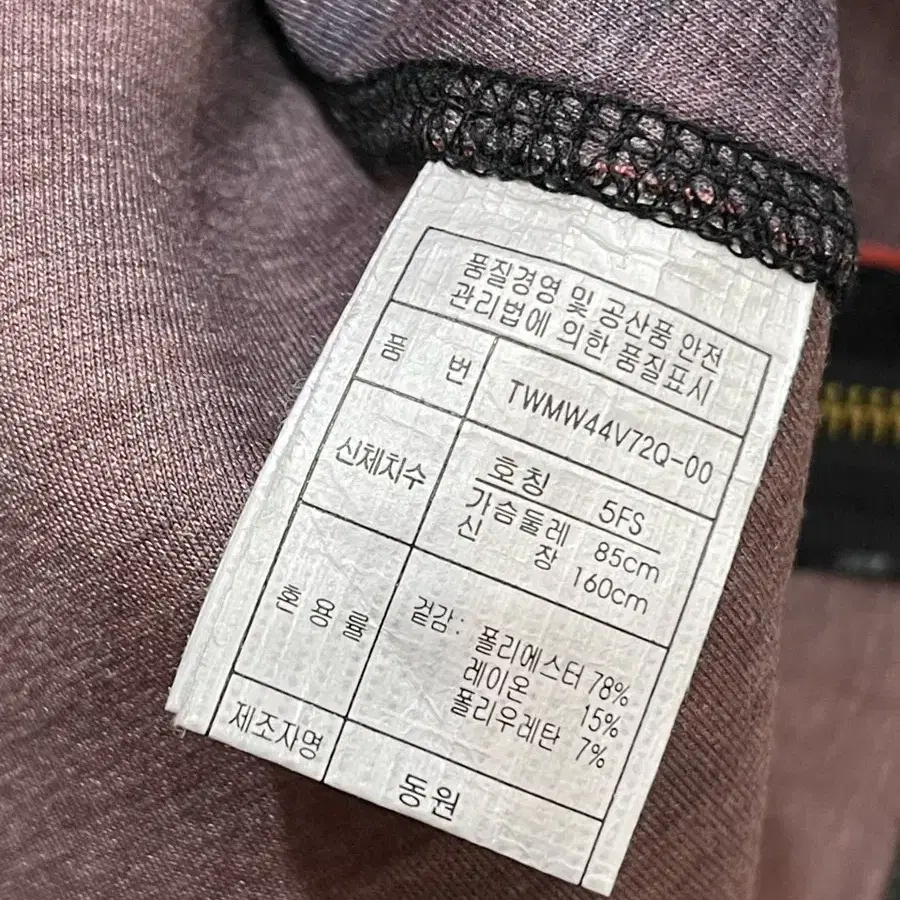 품질경영 및 공산품 안전
관리법에 의한 품질표시
품 번 TWMW44V72Q-00
신체치수 호칭 5FS
가슴둘레 85cm
신 장 160cm
혼 용 율 겉감: 폴리에스터 78%
레이온 15%
폴리우레탄 7%
제조자명 동원